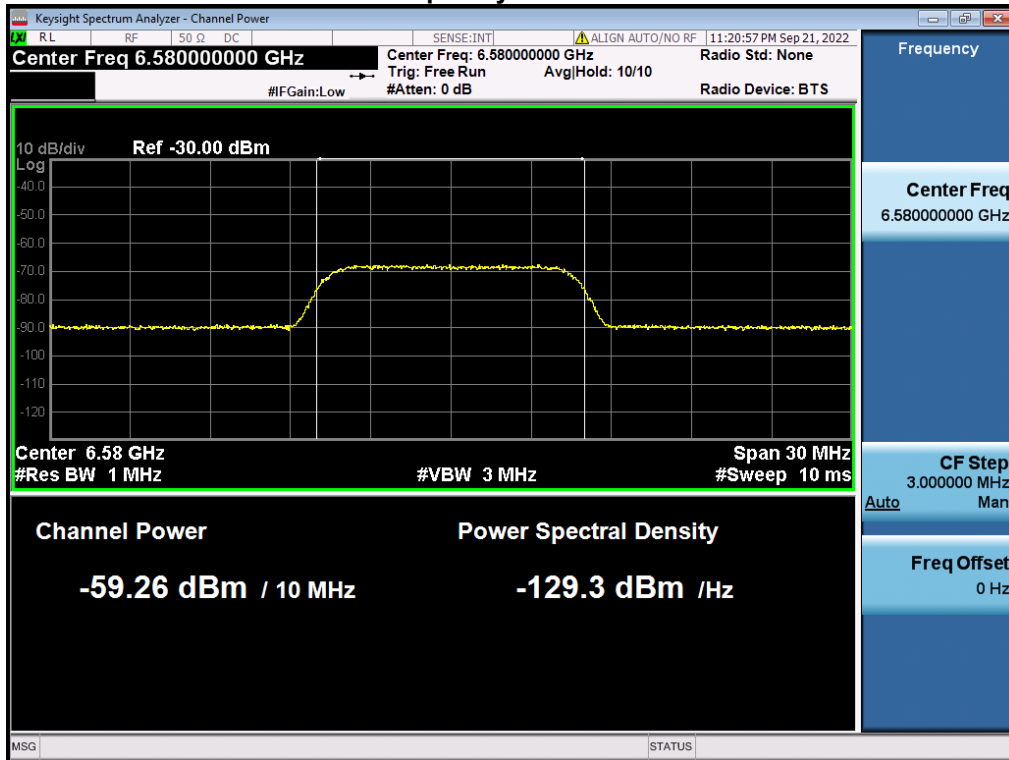 Keysight Spectrum Analyzer - Channel Power
LXI RL RF 50 Ω DC SENSE:INT ALIGN AUTO/NO RF 11:20:57 PM Sep 21, 2022
Center Freq 6.580000000 GHz
Center Freq: 6.580000000 GHz Radio Std: None
Trig: Free Run Avg|Hold: 10/10
#IFGain:Low #Atten: 0 dB Radio Device: BTS
10 dB/div Ref -30.00 dBm
Log
-40.0
-50.0
-60.0
-70.0
-80.0
-90.0
-100
-110
-120
Center 6.58 GHz Span 30 MHz
#Res BW 1 MHz #VBW 3 MHz #Sweep 10 ms
Channel Power Power Spectral Density
-59.26 dBm / 10 MHz -129.3 dBm /Hz
Frequency
Center Freq
6.580000000 GHz
CF Step
3.000000 MHz
Auto Man
Freq Offset
0 Hz
MSG STATUS